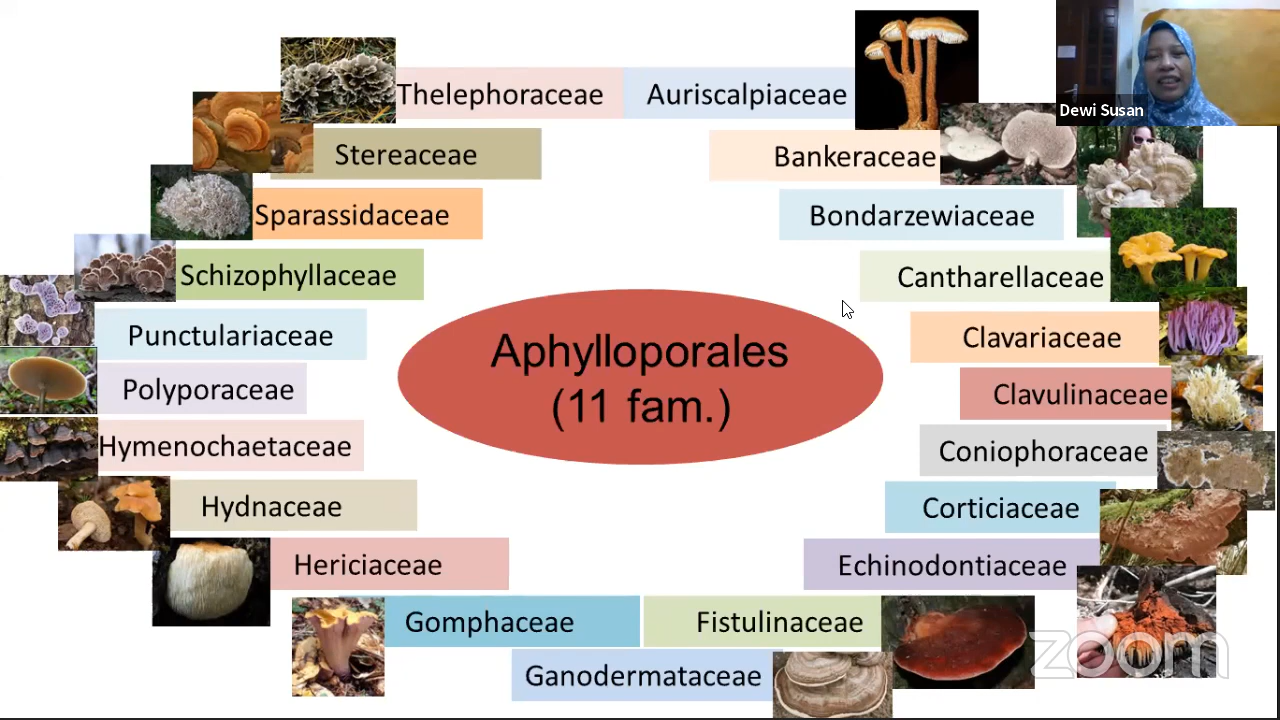 Thelephoraceae
Auriscalpiaceae
Dewi Susan
Stereaceae
Bankeraceae
Sparassidaceae
Bondarzewiaceae
Schizophyllaceae
Cantharellaceae
Punctulariaceae
Clavariaceae
Aphylloporales
(11 fam.)
Polyporaceae
Clavulinaceae
Hymenochaetaceae
Coniophoraceae
Hydnaceae
Corticiaceae
Hericiaceae
Echinodontiaceae
Gomphaceae
Fistulinaceae
Ganodermataceae
zoom